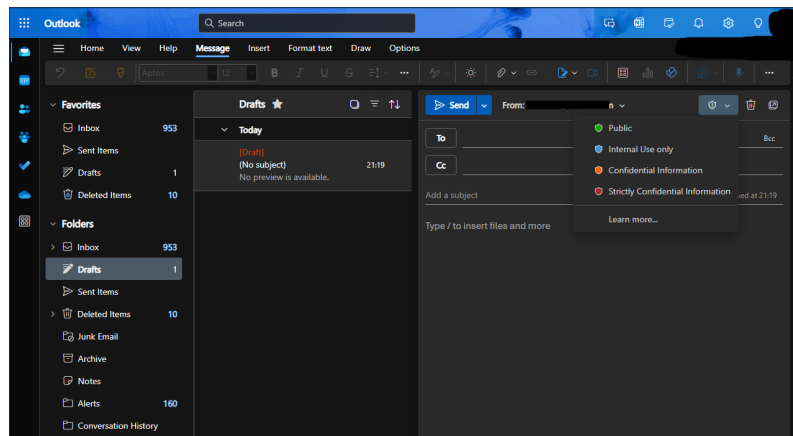 Outlook
Search
Home View Help Message Insert Format text Draw Options
Aptos 12 B I U S
Favorites
Inbox 953
Sent Items
Drafts 1
Deleted Items 10
Folders
Inbox 953
Drafts 1
Sent Items
Deleted Items 10
Junk Email
Archive
Notes
Alerts 160
Conversation History
Drafts
Today
[Draft]
(No subject) 21:19
No preview is available.
Send From: n
To Bcc
Cc
Add a subject ved at 21:19
Type / to insert files and more
Public
Internal Use only
Confidential Information
Strictly Confidential Information
Learn more...